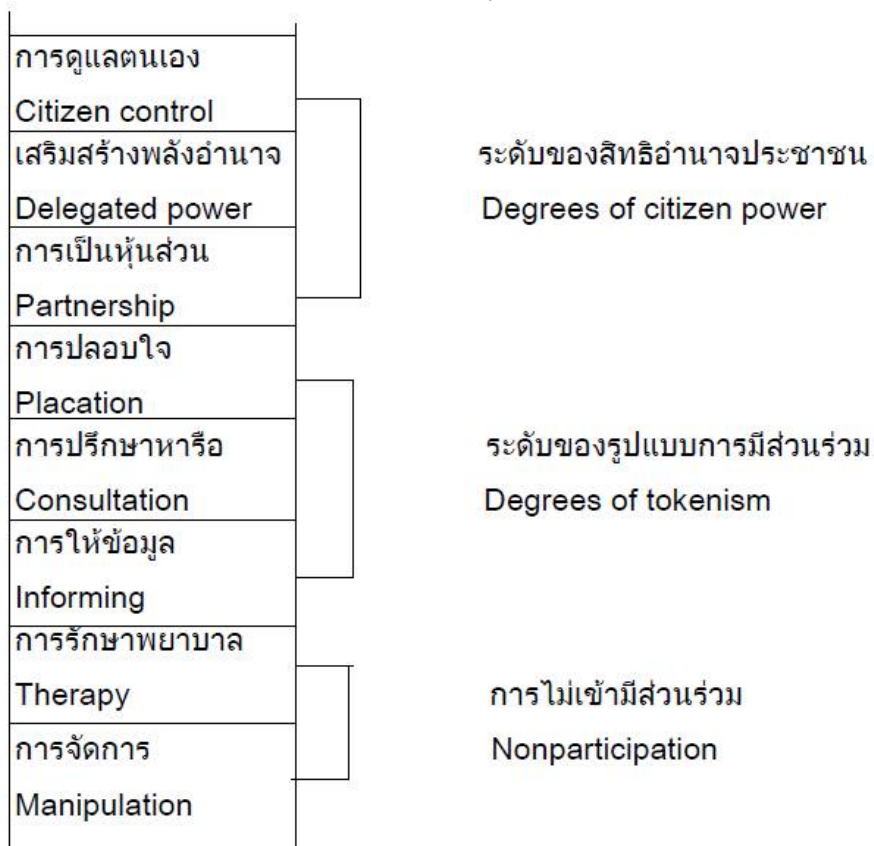 การดูแลตนเอง
Citizen control
เสริมสร้างพลังอำนาจ
Delegated power
การเป็นหุ้นส่วน
Partnership
ระดับของสิทธิอำนาจประชาชน
Degrees of citizen power
การปลอบใจ
Placation
การปรึกษาหารือ
Consultation
การให้ข้อมูล
Informing
ระดับของรูปแบบการมีส่วนร่วม
Degrees of tokenism
การรักษาพยาบาล
Therapy
การจัดการ
Manipulation
การไม่เข้ามีส่วนร่วม
Nonparticipation